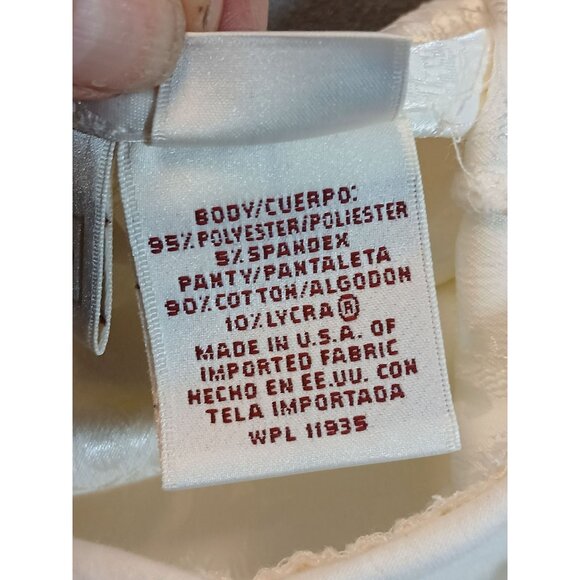 BODY/CUERPO:
95% POLYESTER/POLIESTER
5% SPANDEX
PANTY/PANTALETA
90% COTTON/ALGODON
10% LYCRA®
MADE IN U.S.A. OF
IMPORTED FABRIC
HECHO EN EE.UU. CON
TELA IMPORTADA
WPL 11935